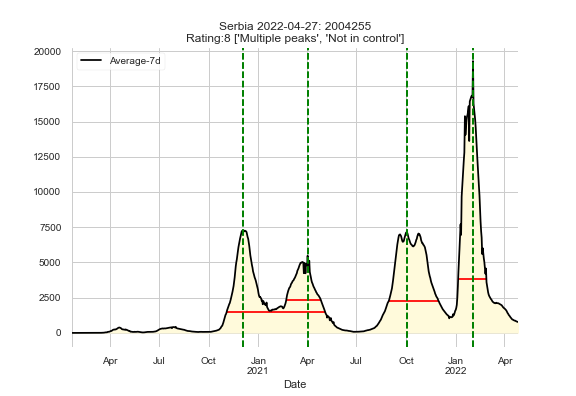 Serbia 2022-04-27: 2004255
Rating:8 ['Multiple peaks', 'Not in control']
Average-7d
20000
17500
15000
12500
10000
7500
5000
2500
0
Apr Jul Oct Jan Apr Jul Oct Jan Apr
2021 2022
Date